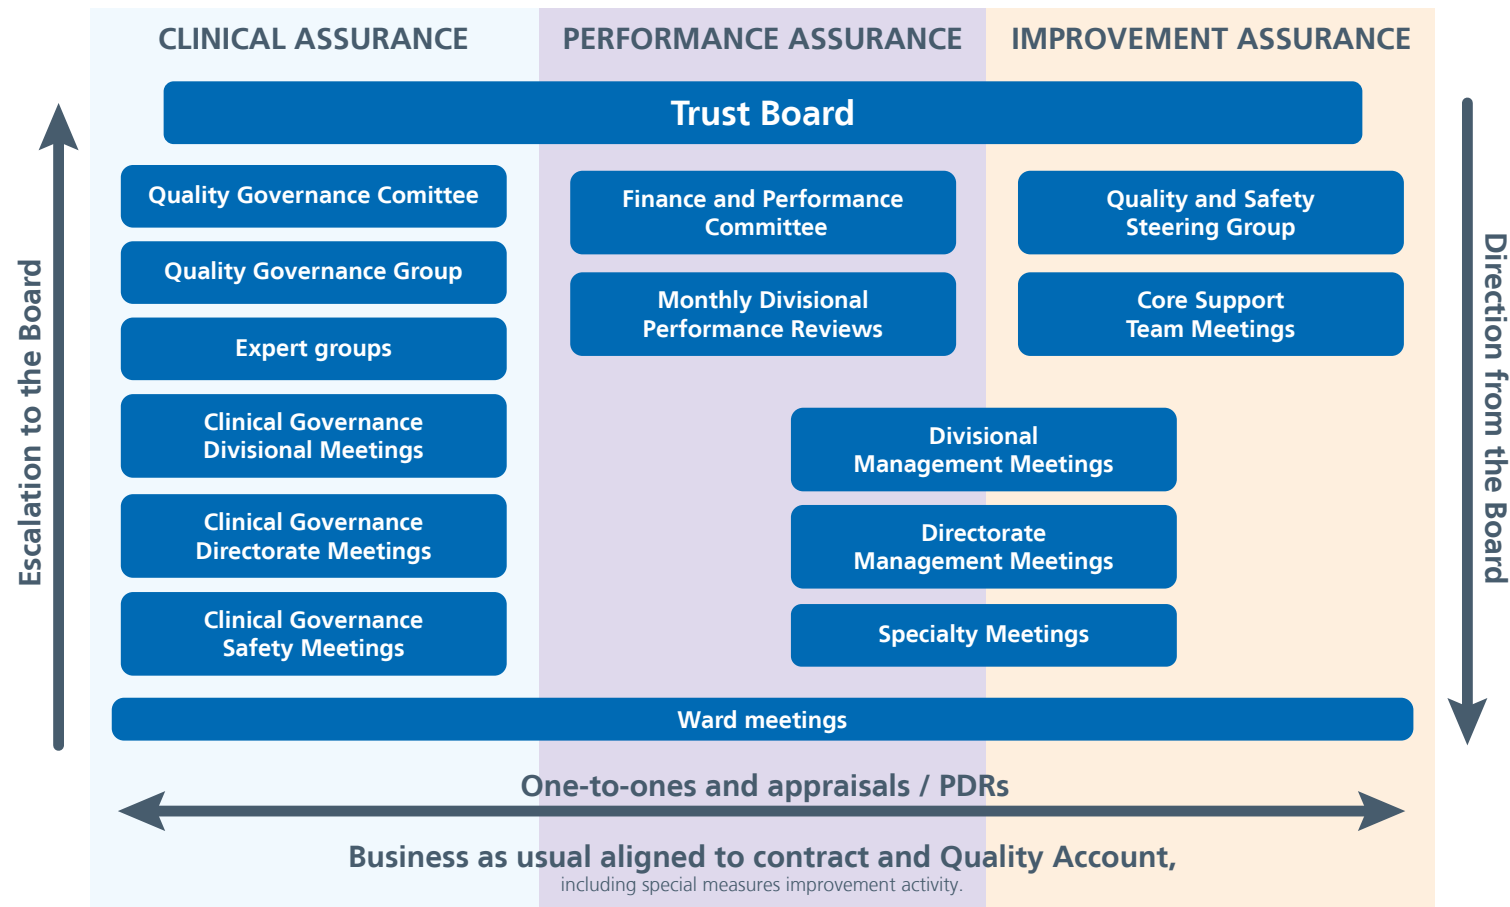 CLINICAL ASSURANCE
PERFORMANCE ASSURANCE
IMPROVEMENT ASSURANCE
Trust Board
Quality Governance Comittee
Quality Governance Group
Expert groups
Clinical Governance
Divisional Meetings
Clinical Governance
Directorate Meetings
Clinical Governance
Safety Meetings
Finance and Performance
Committee
Monthly Divisional
Performance Reviews
Quality and Safety
Steering Group
Core Support
Team Meetings
Divisional
Management Meetings
Directorate
Management Meetings
Specialty Meetings
Ward meetings
Escalation to the Board
Direction from the Board
One-to-ones and appraisals / PDRs
Business as usual aligned to contract and Quality Account,
including special measures improvement activity.